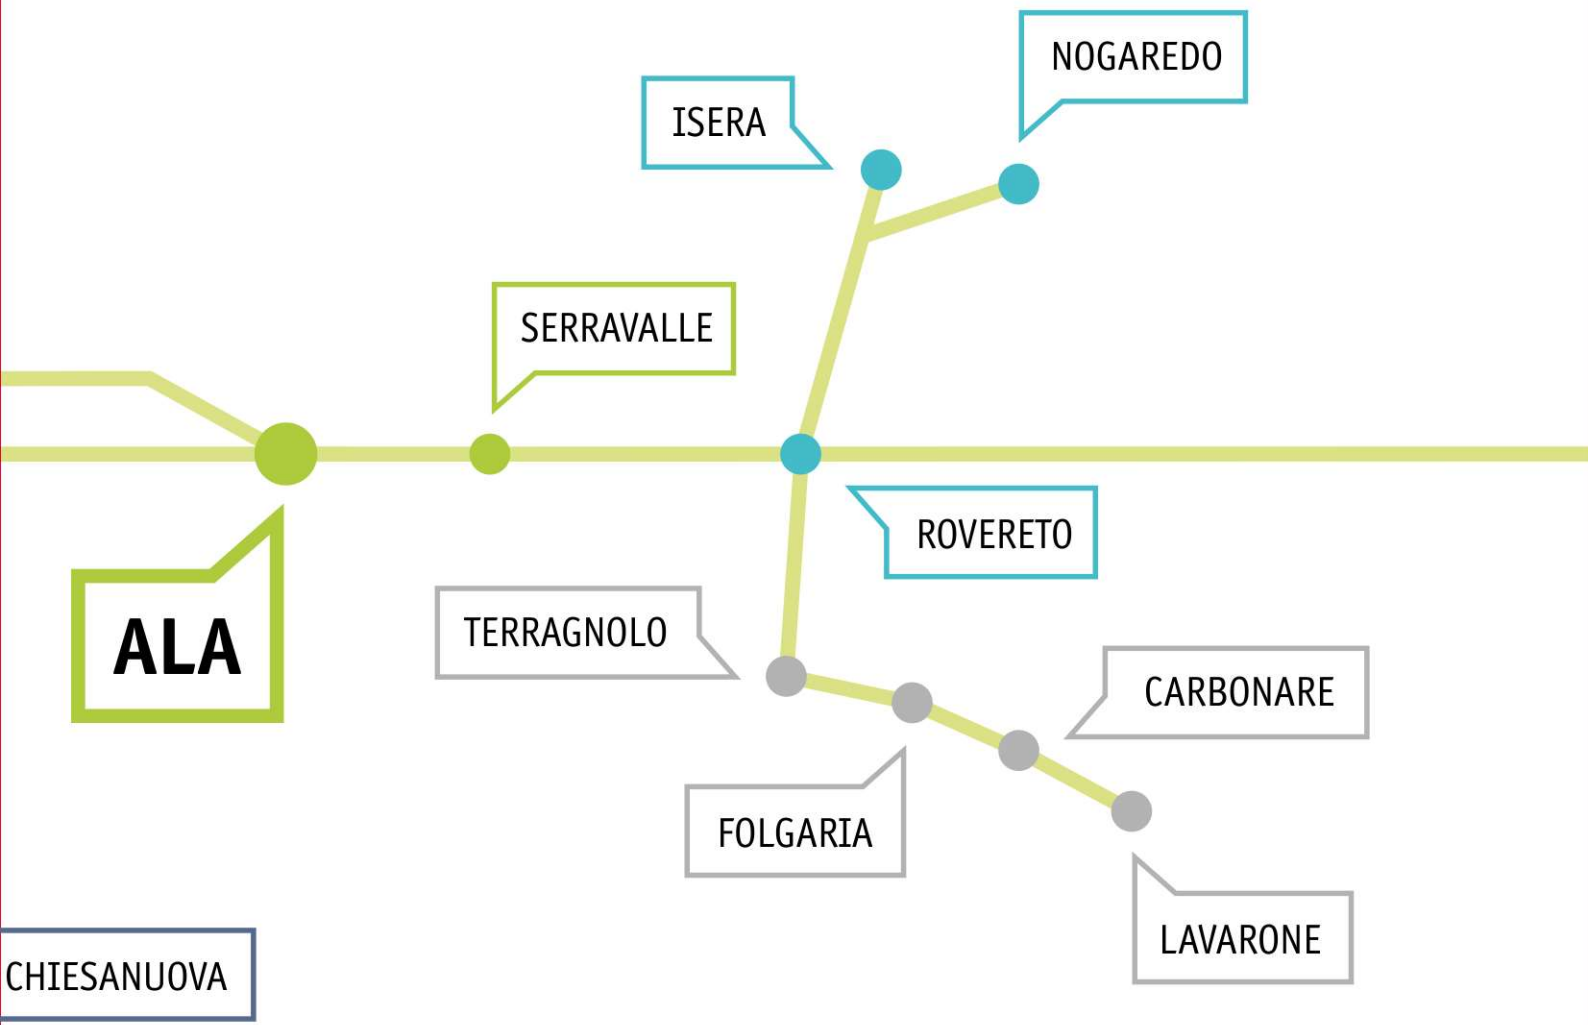 NOGAREDO
ISERA
SERRAVALLE
ROVERETO
ALA
TERRAGNOLO
CARBONARE
FOLGARIA
LAVARONE
CHIESANUOVA